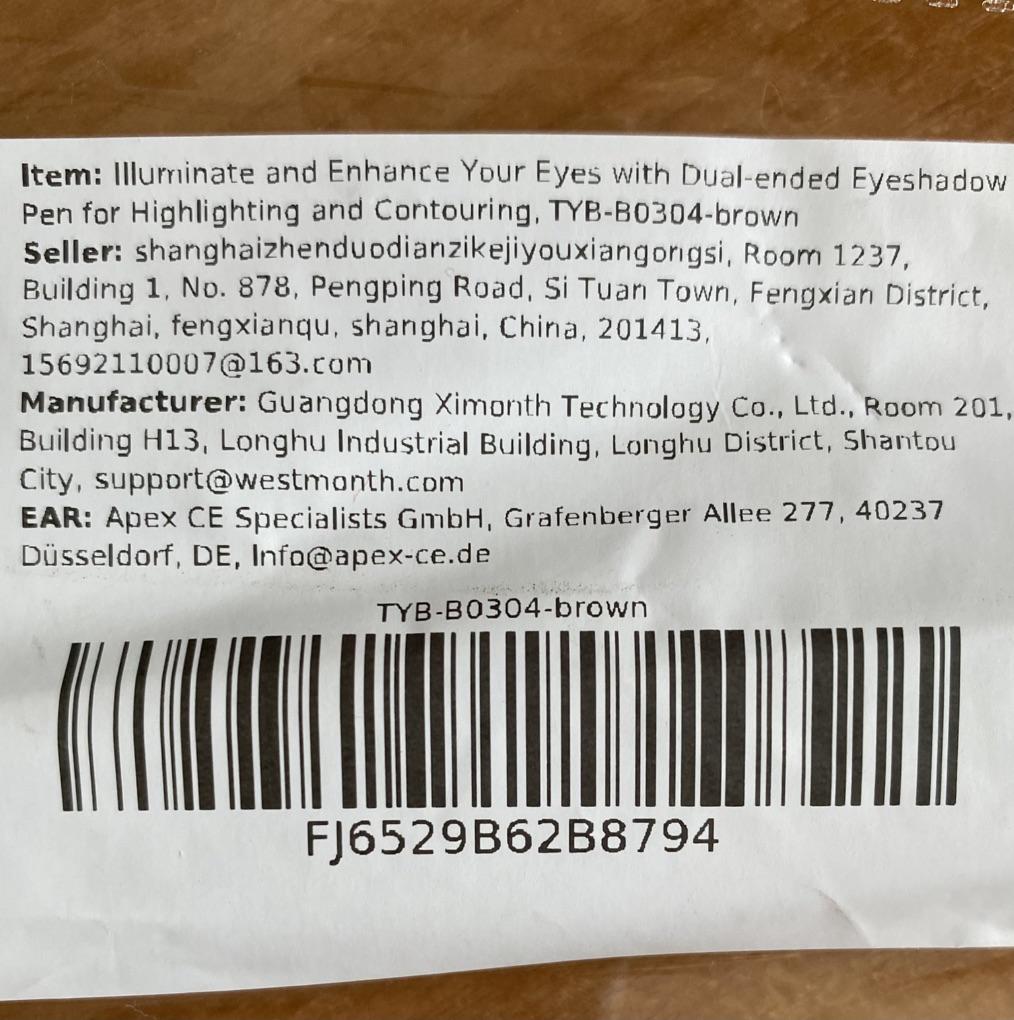 Item: Illuminate and Enhance Your Eyes with Dual-ended Eyeshadow
Pen for Highlighting and Contouring, TYB-B0304-brown
Seller: shanghaizhenduodianzikejiyouxiangongsi, Room 1237,
Building 1, No. 878, Pengping Road, Si Tuan Town, Fengxian District,
Shanghai, fengxianqu, shanghai, China, 201413,
15692110007@163.com
Manufacturer: Guangdong Ximonth Technology Co., Ltd., Room 201,
Building H13, Longhu Industrial Building, Longhu District, Shantou
City, support@westmonth.com
EAR: Apex CE Specialists GmbH, Grafenberger Allee 277, 40237
Düsseldorf, DE, Info@apex-ce.de
TYB-B0304-brown
FJ6529B62B8794